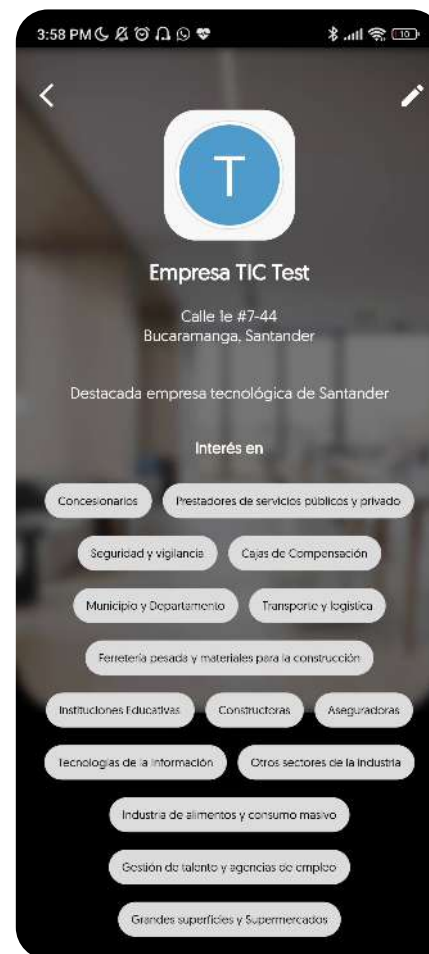 3:58 PM
10
T
Empresa TIC Test
Calle 1e #7-44
Bucaramanga, Santander
Destacada empresa tecnológica de Santander
Interés en
Concesionarios Prestadores de servicios públicos y privado
Seguridad y vigilancia Cajas de Compensación
Municipio y Departamento Transporte y logística
Ferretería pesada y materiales para la construcción
Instituciones Educativas Constructoras Aseguradoras
Tecnologías de la Información Otros sectores de la industria
Industria de alimentos y consumo masivo
Gestión de talento y agencias de empleo
Grandes superficies y Supermercados